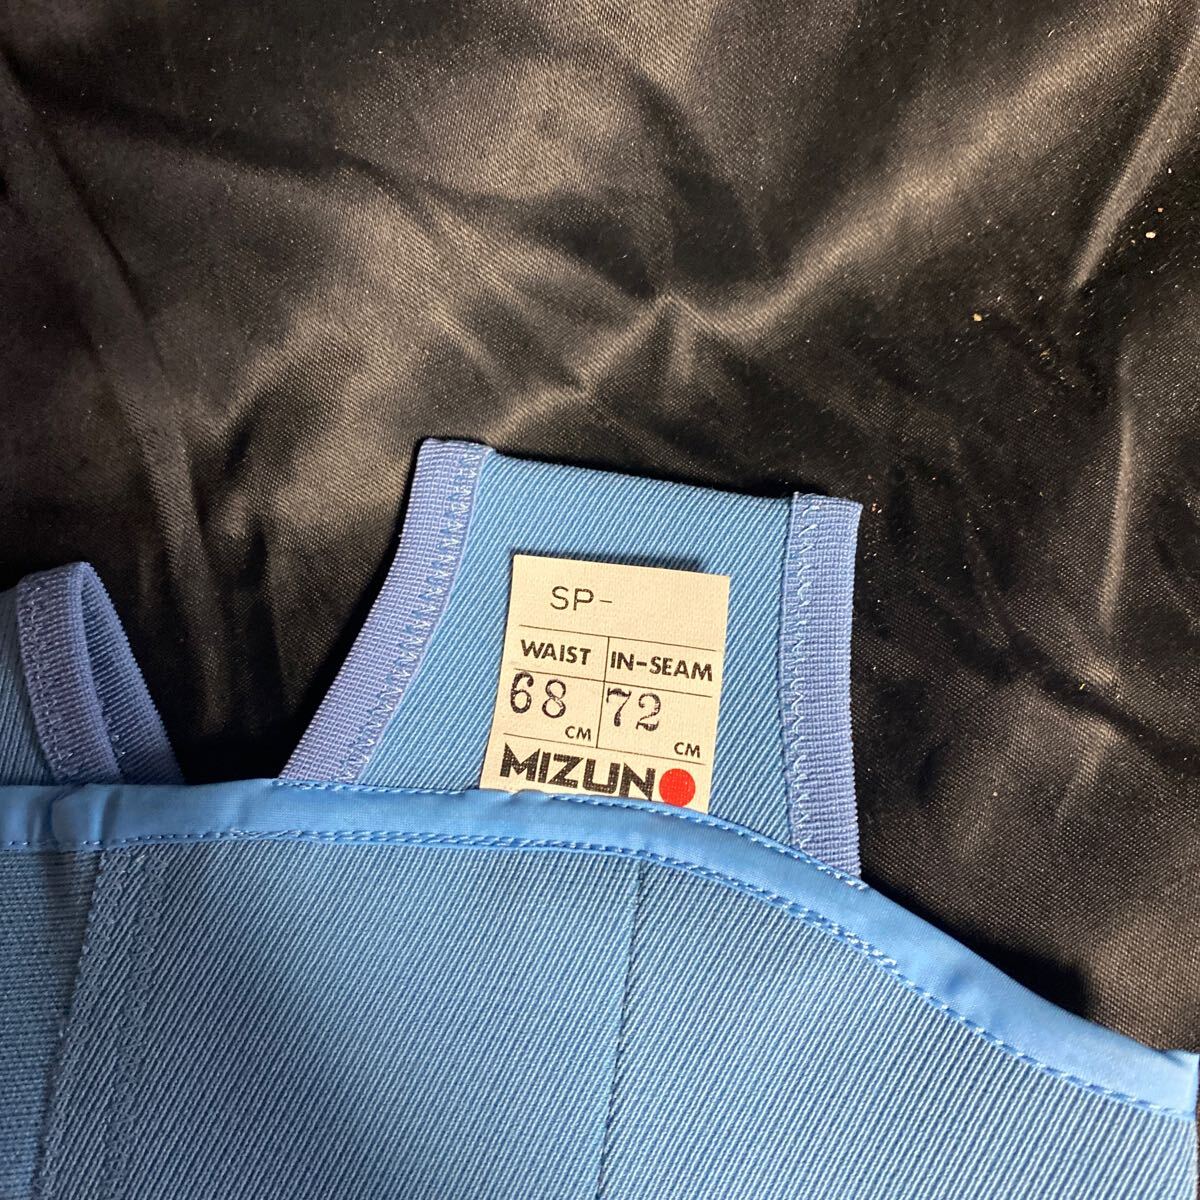 SP-
WAIST IN-SEAM
68 CM 72 CM
MIZUNO